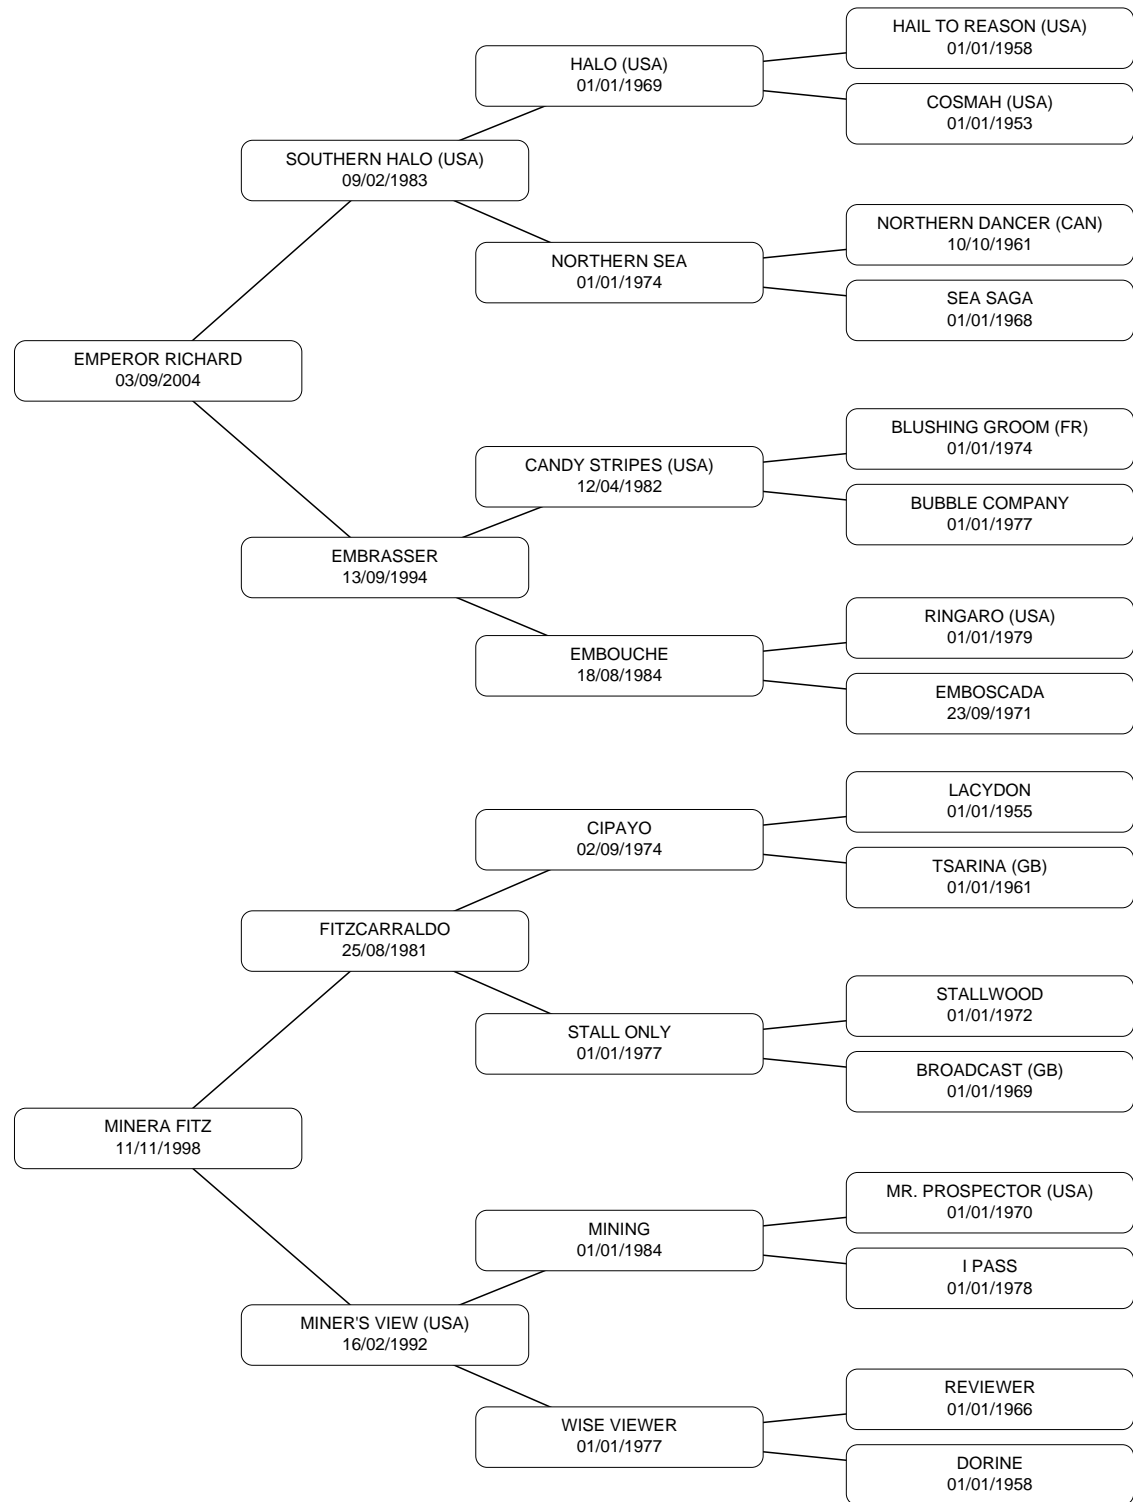 HAIL TO REASON (USA)
01/01/1958
HALO (USA)
01/01/1969
COSMAH (USA)
01/01/1953
SOUTHERN HALO (USA)
09/02/1983
NORTHERN DANCER (CAN)
10/10/1961
NORTHERN SEA
01/01/1974
SEA SAGA
01/01/1968
EMPEROR RICHARD
03/09/2004
BLUSHING GROOM (FR)
01/01/1974
CANDY STRIPES (USA)
12/04/1982
BUBBLE COMPANY
01/01/1977
EMBRASSER
13/09/1994
RINGARO (USA)
01/01/1979
EMBOUCHE
18/08/1984
EMBOSCADA
23/09/1971
LACYDON
01/01/1955
CIPAYO
02/09/1974
TSARINA (GB)
01/01/1961
FITZCARRALDO
25/08/1981
STALLWOOD
01/01/1972
STALL ONLY
01/01/1977
BROADCAST (GB)
01/01/1969
MINERA FITZ
11/11/1998
MR. PROSPECTOR (USA)
01/01/1970
MINING
01/01/1984
I PASS
01/01/1978
MINER'S VIEW (USA)
16/02/1992
REVIEWER
01/01/1966
WISE VIEWER
01/01/1977
DORINE
01/01/1958